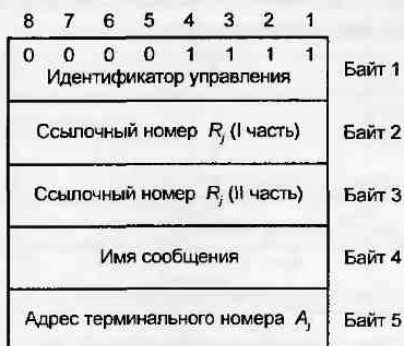 8 7 6 5 4 3 2 1
0 0 0 0 1 1 1 1
Идентификатор управления
Байт 1
Ссылочный номер Rj (I часть)
Байт 2
Ссылочный номер Rj (II часть)
Байт 3
Имя сообщения
Байт 4
Адрес терминального номера Aj
Байт 5